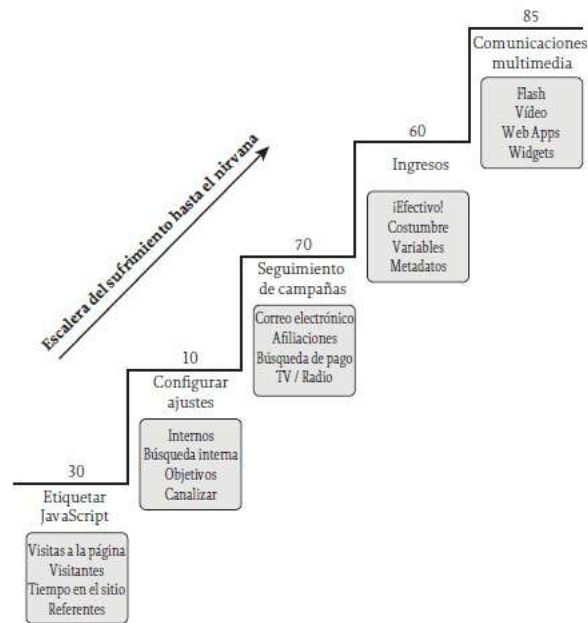 85
Comunicaciones
multimedia
Flash
Vídeo
Web Apps
Widgets
60
Ingresos
¡Efectivo!
Costumbre
Variables
Metadatos
Escalera del sufrimiento hasta el nirvana
70
Seguimiento
de campañas
Correo electrónico
Afiliaciones
Búsqueda de pago
TV / Radio
10
Configurar
ajustes
Internos
Búsqueda interna
Objetivos
Canalizar
30
Etiquetar
JavaScript
Visitas a la página
Visitantes
Tiempo en el sitio
Referentes